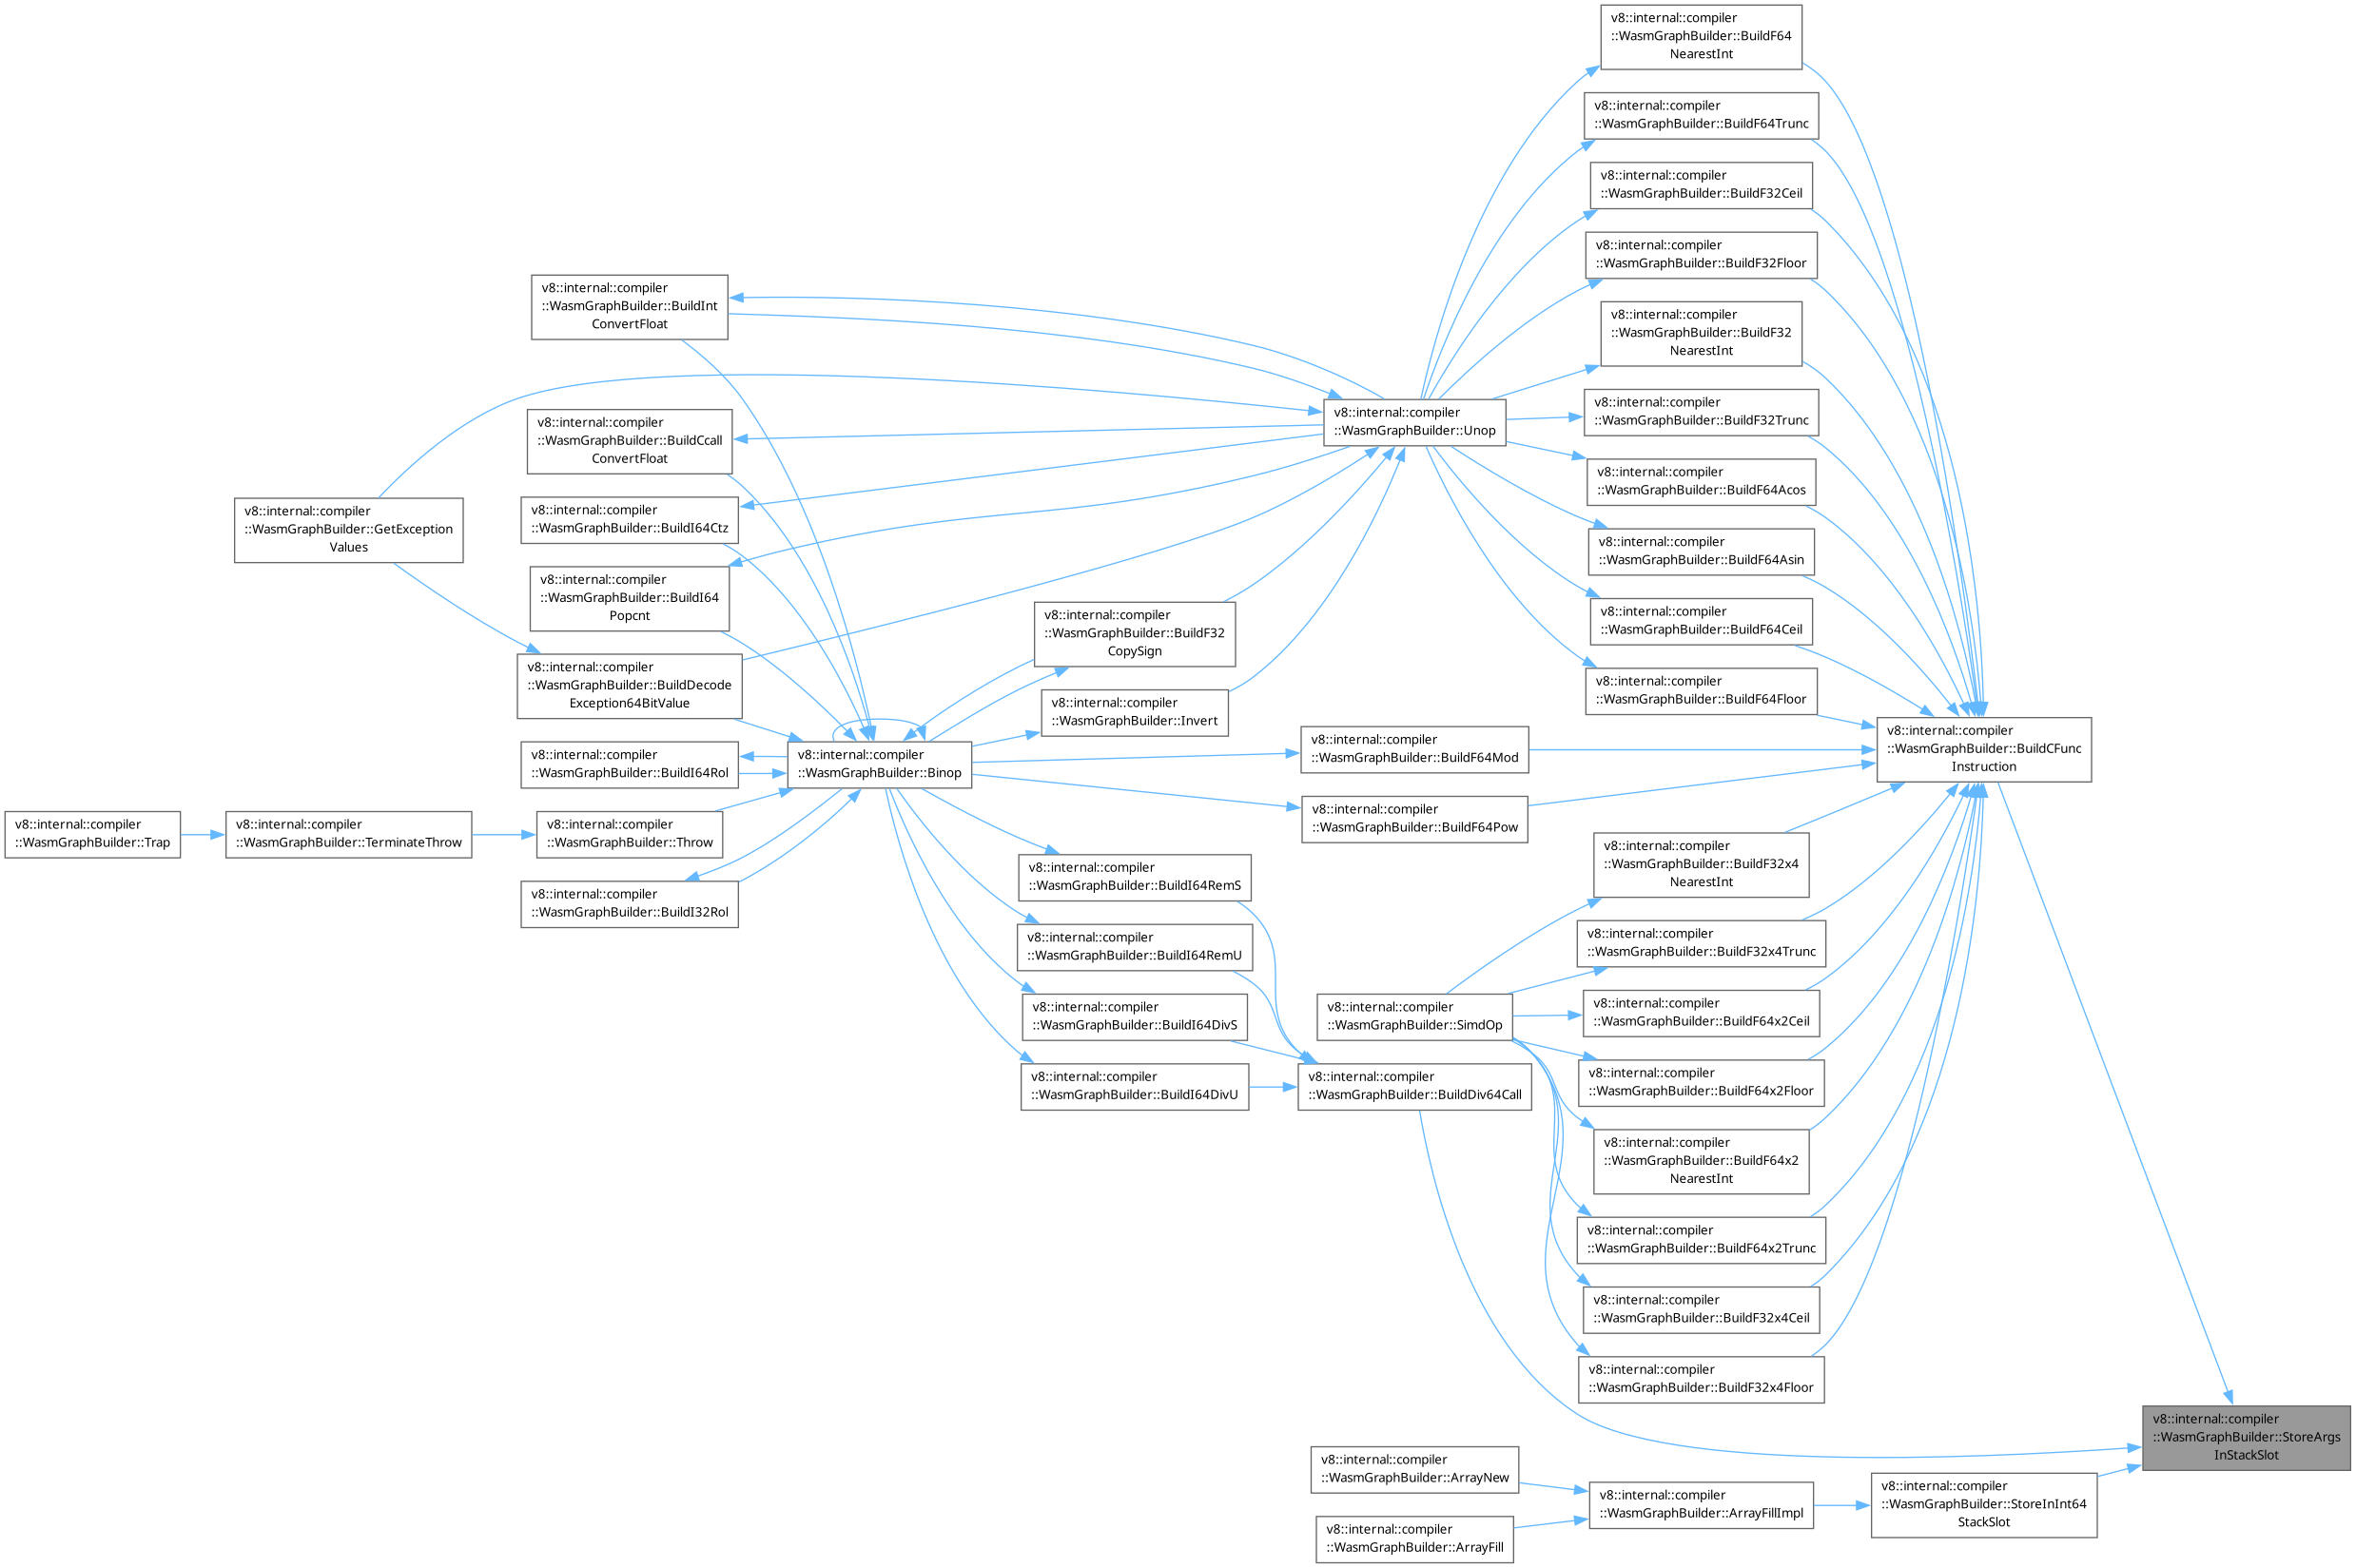 v8::internal::compiler
::WasmGraphBuilder::BuildF64
NearestInt
v8::internal::compiler
::WasmGraphBuilder::BuildF64Trunc
v8::internal::compiler
::WasmGraphBuilder::BuildF32Ceil
v8::internal::compiler
::WasmGraphBuilder::BuildF32Floor
v8::internal::compiler
::WasmGraphBuilder::BuildInt
ConvertFloat
v8::internal::compiler
::WasmGraphBuilder::BuildF32
NearestInt
v8::internal::compiler
::WasmGraphBuilder::BuildF32Trunc
v8::internal::compiler
::WasmGraphBuilder::Unop
v8::internal::compiler
::WasmGraphBuilder::BuildCcall
ConvertFloat
v8::internal::compiler
::WasmGraphBuilder::BuildF64Acos
v8::internal::compiler
::WasmGraphBuilder::GetException
Values
v8::internal::compiler
::WasmGraphBuilder::BuildI64Ctz
v8::internal::compiler
::WasmGraphBuilder::BuildF64Asin
v8::internal::compiler
::WasmGraphBuilder::BuildI64
Popcnt
v8::internal::compiler
::WasmGraphBuilder::BuildF64Ceil
v8::internal::compiler
::WasmGraphBuilder::BuildF32
CopySign
v8::internal::compiler
::WasmGraphBuilder::BuildDecode
Exception64BitValue
v8::internal::compiler
::WasmGraphBuilder::BuildF64Floor
v8::internal::compiler
::WasmGraphBuilder::Invert
v8::internal::compiler
::WasmGraphBuilder::BuildCFunc
Instruction
v8::internal::compiler
::WasmGraphBuilder::BuildF64Mod
v8::internal::compiler
::WasmGraphBuilder::BuildI64Rol
v8::internal::compiler
::WasmGraphBuilder::Binop
v8::internal::compiler
::WasmGraphBuilder::BuildF64Pow
v8::internal::compiler
::WasmGraphBuilder::Trap
v8::internal::compiler
::WasmGraphBuilder::TerminateThrow
v8::internal::compiler
::WasmGraphBuilder::Throw
v8::internal::compiler
::WasmGraphBuilder::BuildF32x4
NearestInt
v8::internal::compiler
::WasmGraphBuilder::BuildI64RemS
v8::internal::compiler
::WasmGraphBuilder::BuildI32Rol
v8::internal::compiler
::WasmGraphBuilder::BuildI64RemU
v8::internal::compiler
::WasmGraphBuilder::BuildF32x4Trunc
v8::internal::compiler
::WasmGraphBuilder::BuildI64DivS
v8::internal::compiler
::WasmGraphBuilder::SimdOp
v8::internal::compiler
::WasmGraphBuilder::BuildF64x2Ceil
v8::internal::compiler
::WasmGraphBuilder::BuildI64DivU
v8::internal::compiler
::WasmGraphBuilder::BuildDiv64Call
v8::internal::compiler
::WasmGraphBuilder::BuildF64x2Floor
v8::internal::compiler
::WasmGraphBuilder::BuildF64x2
NearestInt
v8::internal::compiler
::WasmGraphBuilder::BuildF64x2Trunc
v8::internal::compiler
::WasmGraphBuilder::BuildF32x4Ceil
v8::internal::compiler
::WasmGraphBuilder::BuildF32x4Floor
v8::internal::compiler
::WasmGraphBuilder::StoreArgs
InStackSlot
v8::internal::compiler
::WasmGraphBuilder::ArrayNew
v8::internal::compiler
::WasmGraphBuilder::ArrayFillImpl
v8::internal::compiler
::WasmGraphBuilder::StoreInInt64
StackSlot
v8::internal::compiler
::WasmGraphBuilder::ArrayFill